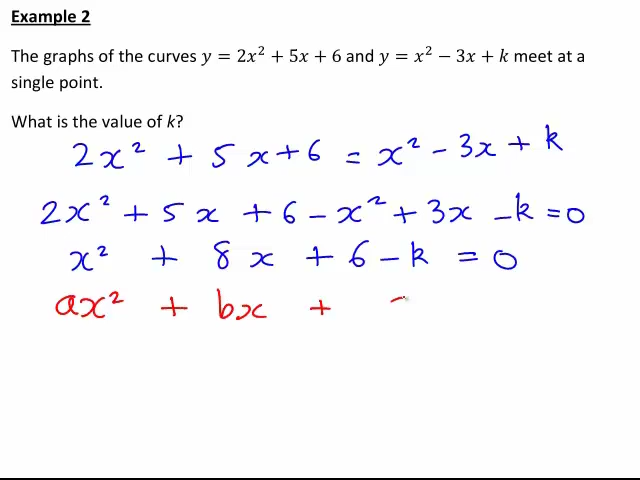 Example 2
The graphs of the curves y = 2x² + 5x + 6 and y = x² − 3x + k meet at a
single point.
What is the value of k?
2x² + 5x + 6 = x² − 3x + k
2x² + 5x + 6 − x² + 3x − k = 0
x² + 8x + 6 − k = 0
ax² + bx +